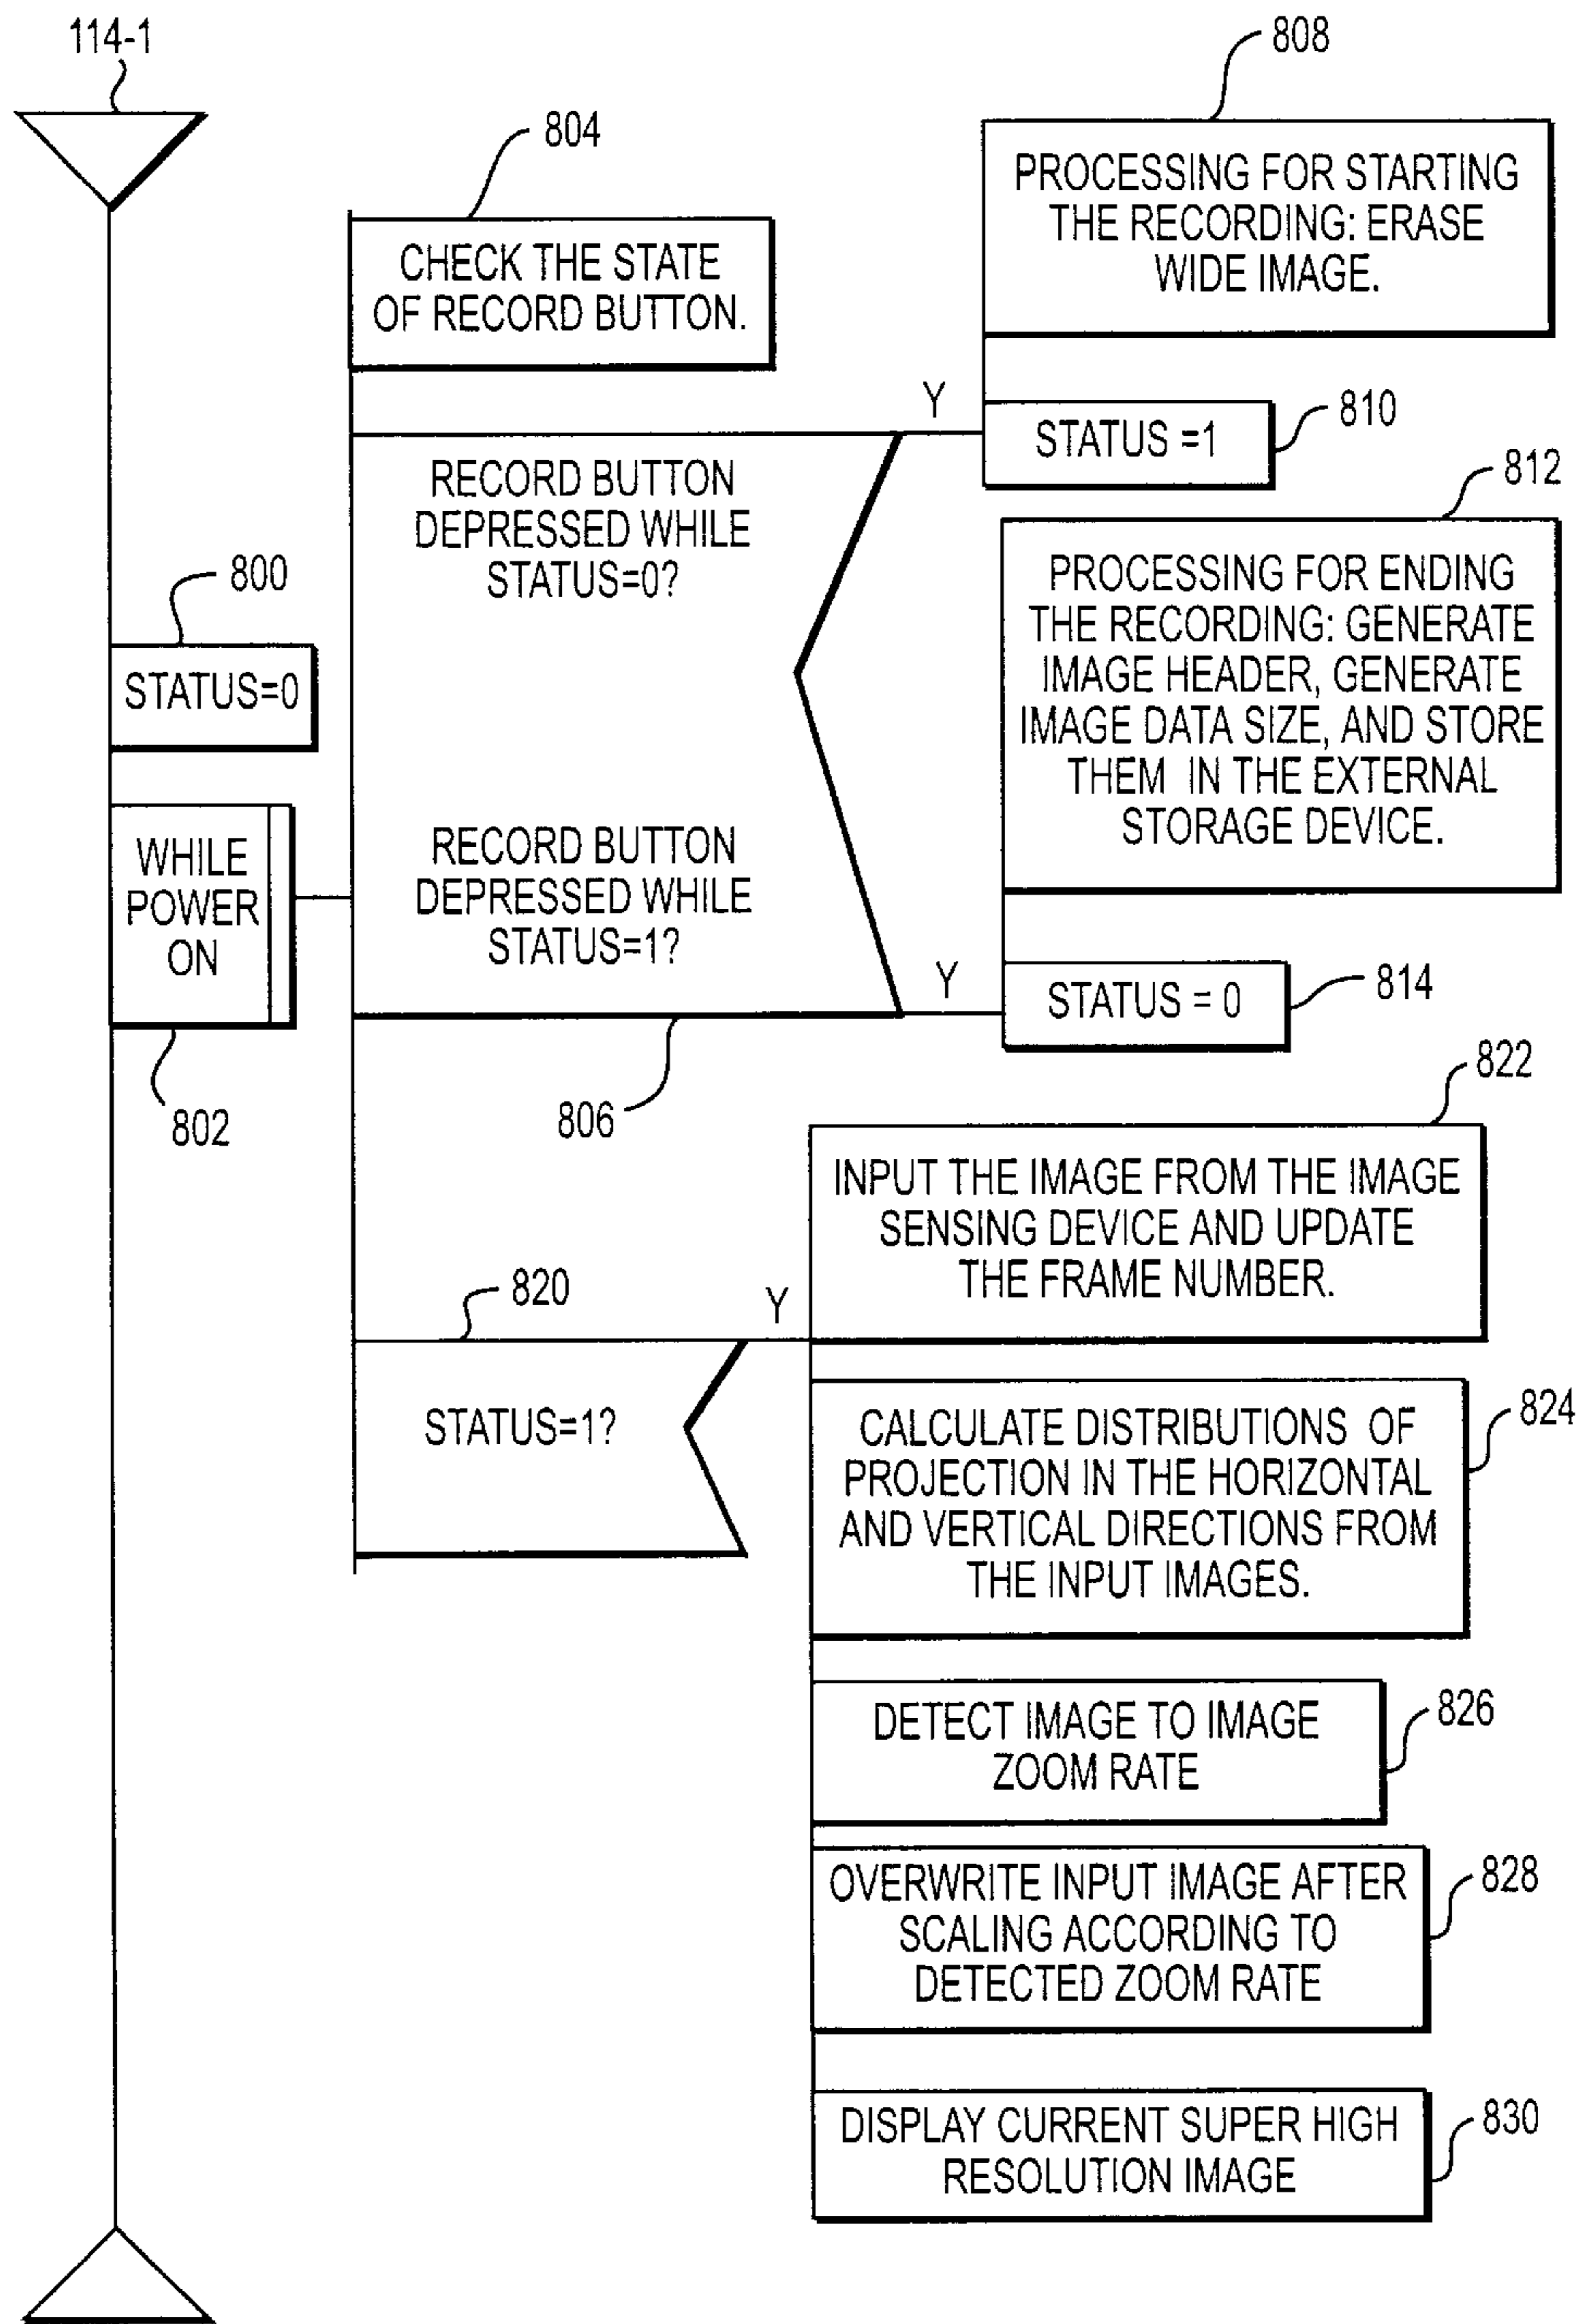 114-1
808
804
PROCESSING FOR STARTING
THE RECORDING: ERASE
WIDE IMAGE.
CHECK THE STATE
OF RECORD BUTTON.
Y
STATUS =1
810
RECORD BUTTON
DEPRESSED WHILE
STATUS=0?
812
PROCESSING FOR ENDING
THE RECORDING: GENERATE
IMAGE HEADER, GENERATE
IMAGE DATA SIZE, AND STORE
THEM IN THE EXTERNAL
STORAGE DEVICE.
800
STATUS=0
WHILE
POWER
ON
802
RECORD BUTTON
DEPRESSED WHILE
STATUS=1?
Y
STATUS = 0
814
806
822
INPUT THE IMAGE FROM THE IMAGE
SENSING DEVICE AND UPDATE
THE FRAME NUMBER.
820
Y
STATUS=1?
CALCULATE DISTRIBUTIONS OF
PROJECTION IN THE HORIZONTAL
AND VERTICAL DIRECTIONS FROM
THE INPUT IMAGES.
824
DETECT IMAGE TO IMAGE
ZOOM RATE
826
OVERWRITE INPUT IMAGE AFTER
SCALING ACCORDING TO
DETECTED ZOOM RATE
828
DISPLAY CURRENT SUPER HIGH
RESOLUTION IMAGE
830